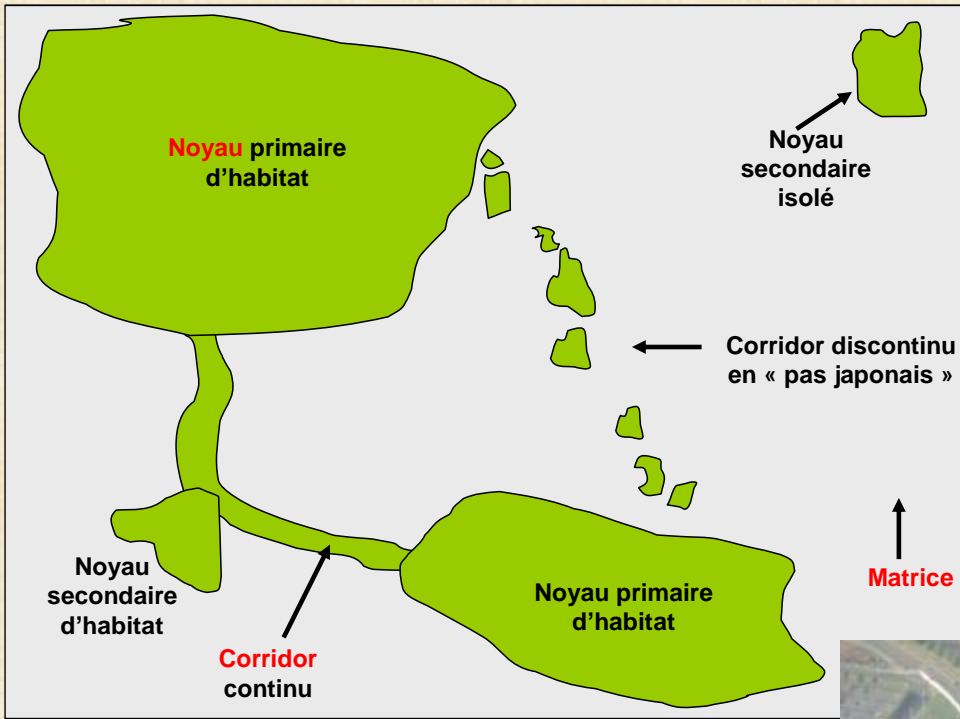 Noyau primaire
d’habitat
Noyau
secondaire
isolé
Corridor discontinu
en « pas japonais »
Matrice
Noyau
secondaire
d’habitat
Noyau primaire
d’habitat
Corridor
continu